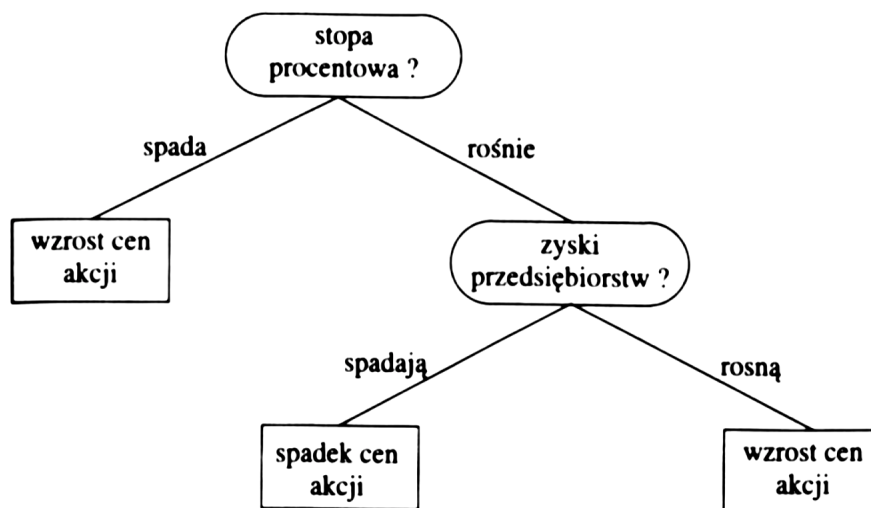 stopa
procentowa ?
spada
rośnie
wzrost cen
akcji
zyski
przedsiębiorstw ?
spadają
rosną
spadek cen
akcji
wzrost cen
akcji